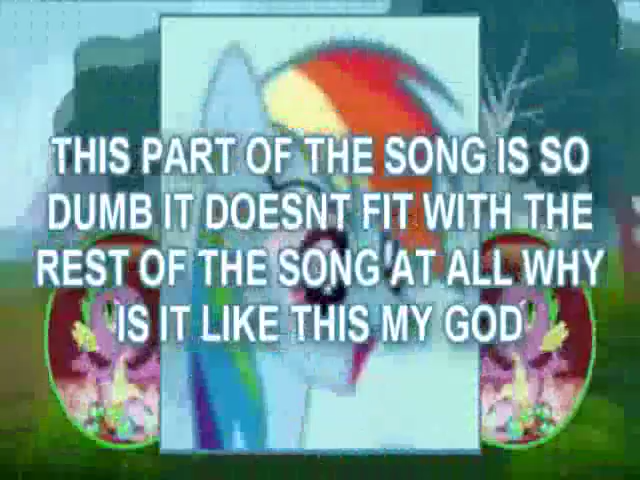 THIS PART OF THE SONG IS SO
DUMB IT DOESNT FIT WITH THE
REST OF THE SONG AT ALL WHY
IS IT LIKE THIS MY GOD